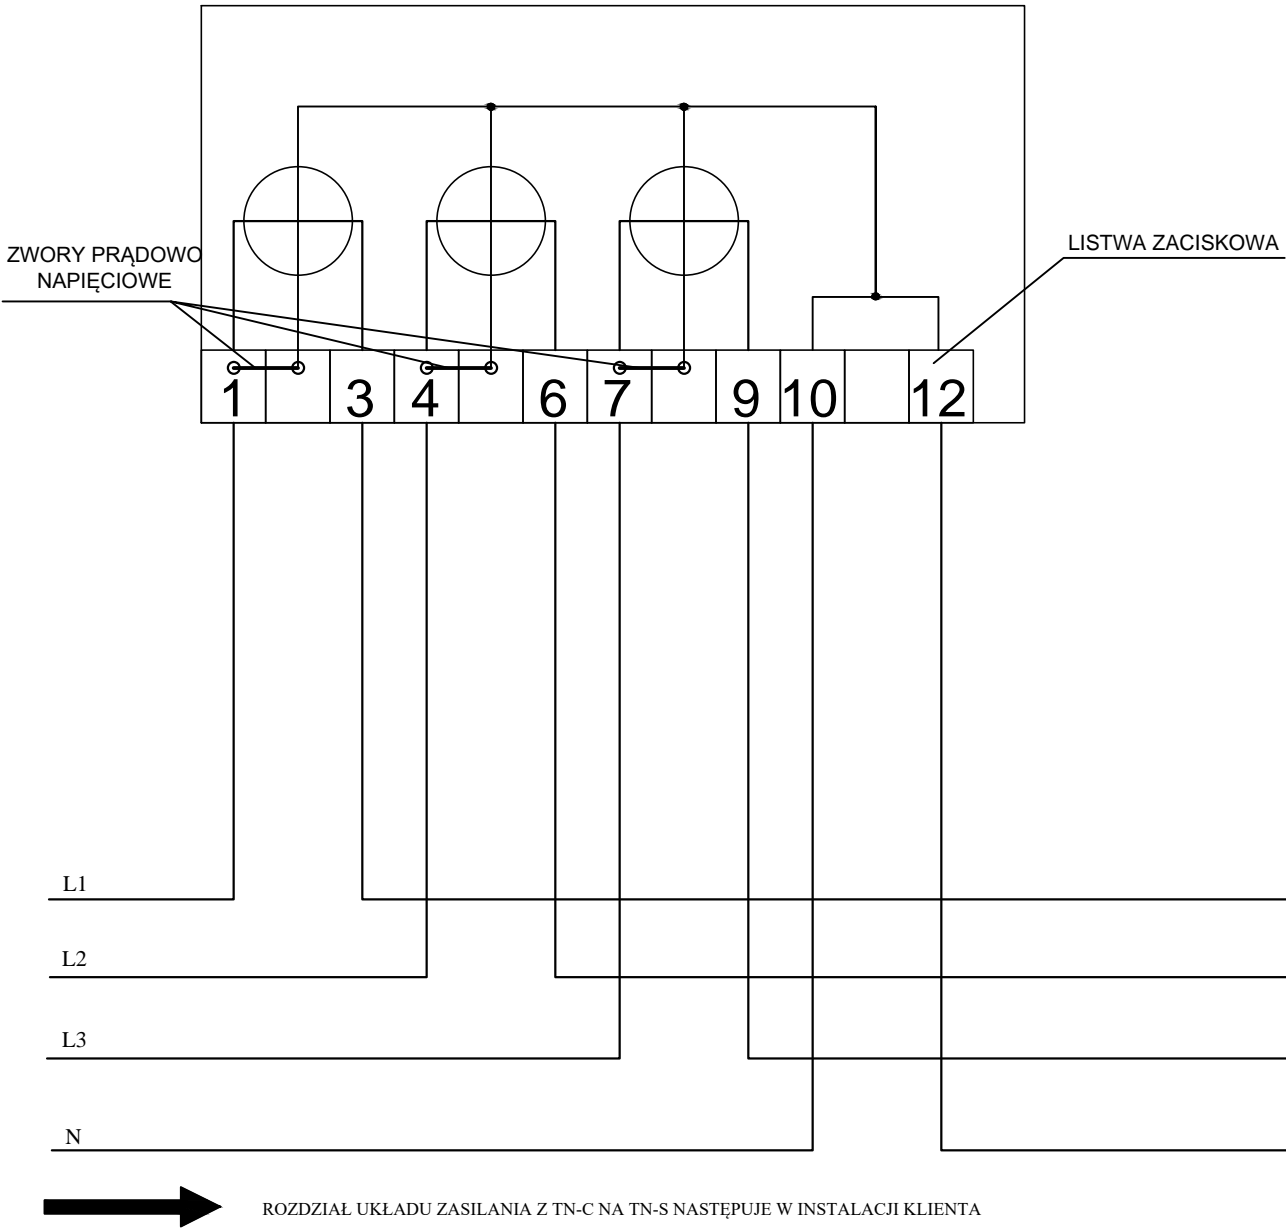 ZWORY PRĄDOWO
NAPIĘCIOWE
LISTWA ZACISKOWA
1 3 4 6 7 9 10 12
L1
L2
L3
N
ROZDZIAŁ UKŁADU ZASILANIA Z TN-C NA TN-S NASTĘPUJE W INSTALACJI KLIENTA